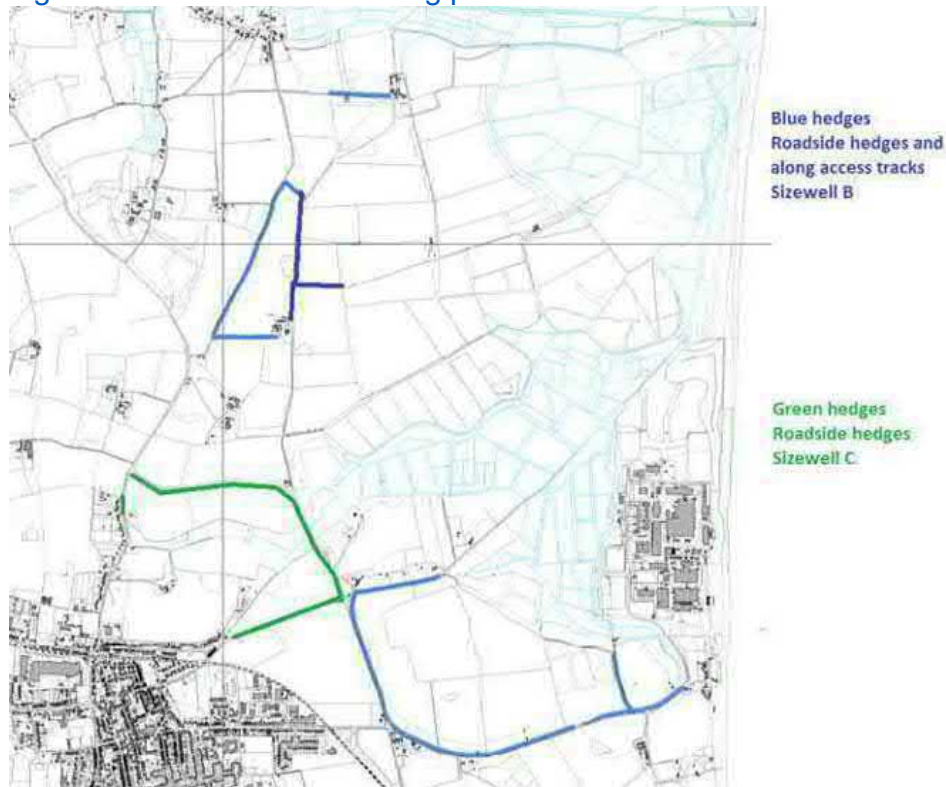 Blue hedges
Roadside hedges and
along access tracks
Sizewell B
Green hedges
Roadside hedges
Sizewell C